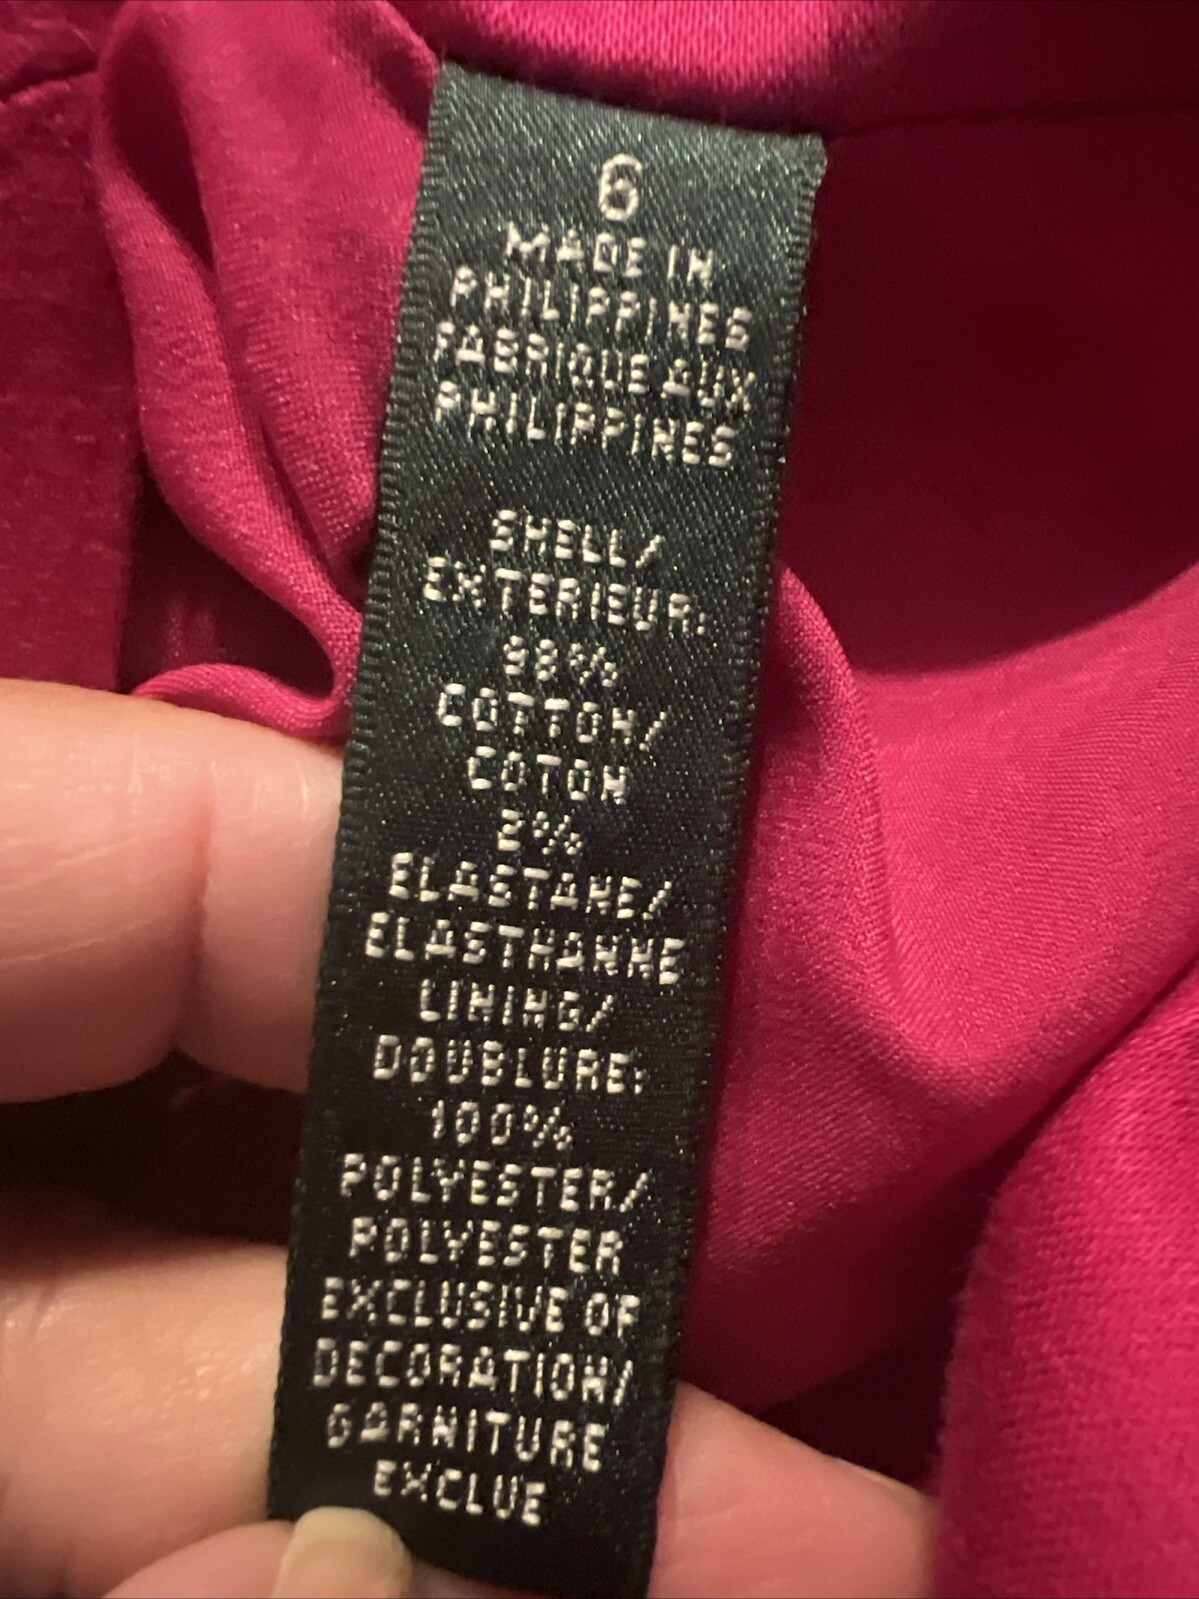 6
MADE IN
PHILIPPINES
FABRIQUE AUX
PHILIPPINES
SHELL/
EXTERIEUR:
98%
COTTON/
COTON
2%
ELASTANE/
ELASTHANNE
LINING/
DOUBLURE:
100%
POLYESTER/
POLYESTER
EXCLUSIVE OF
DECORATION/
GARNITURE
EXCLUE